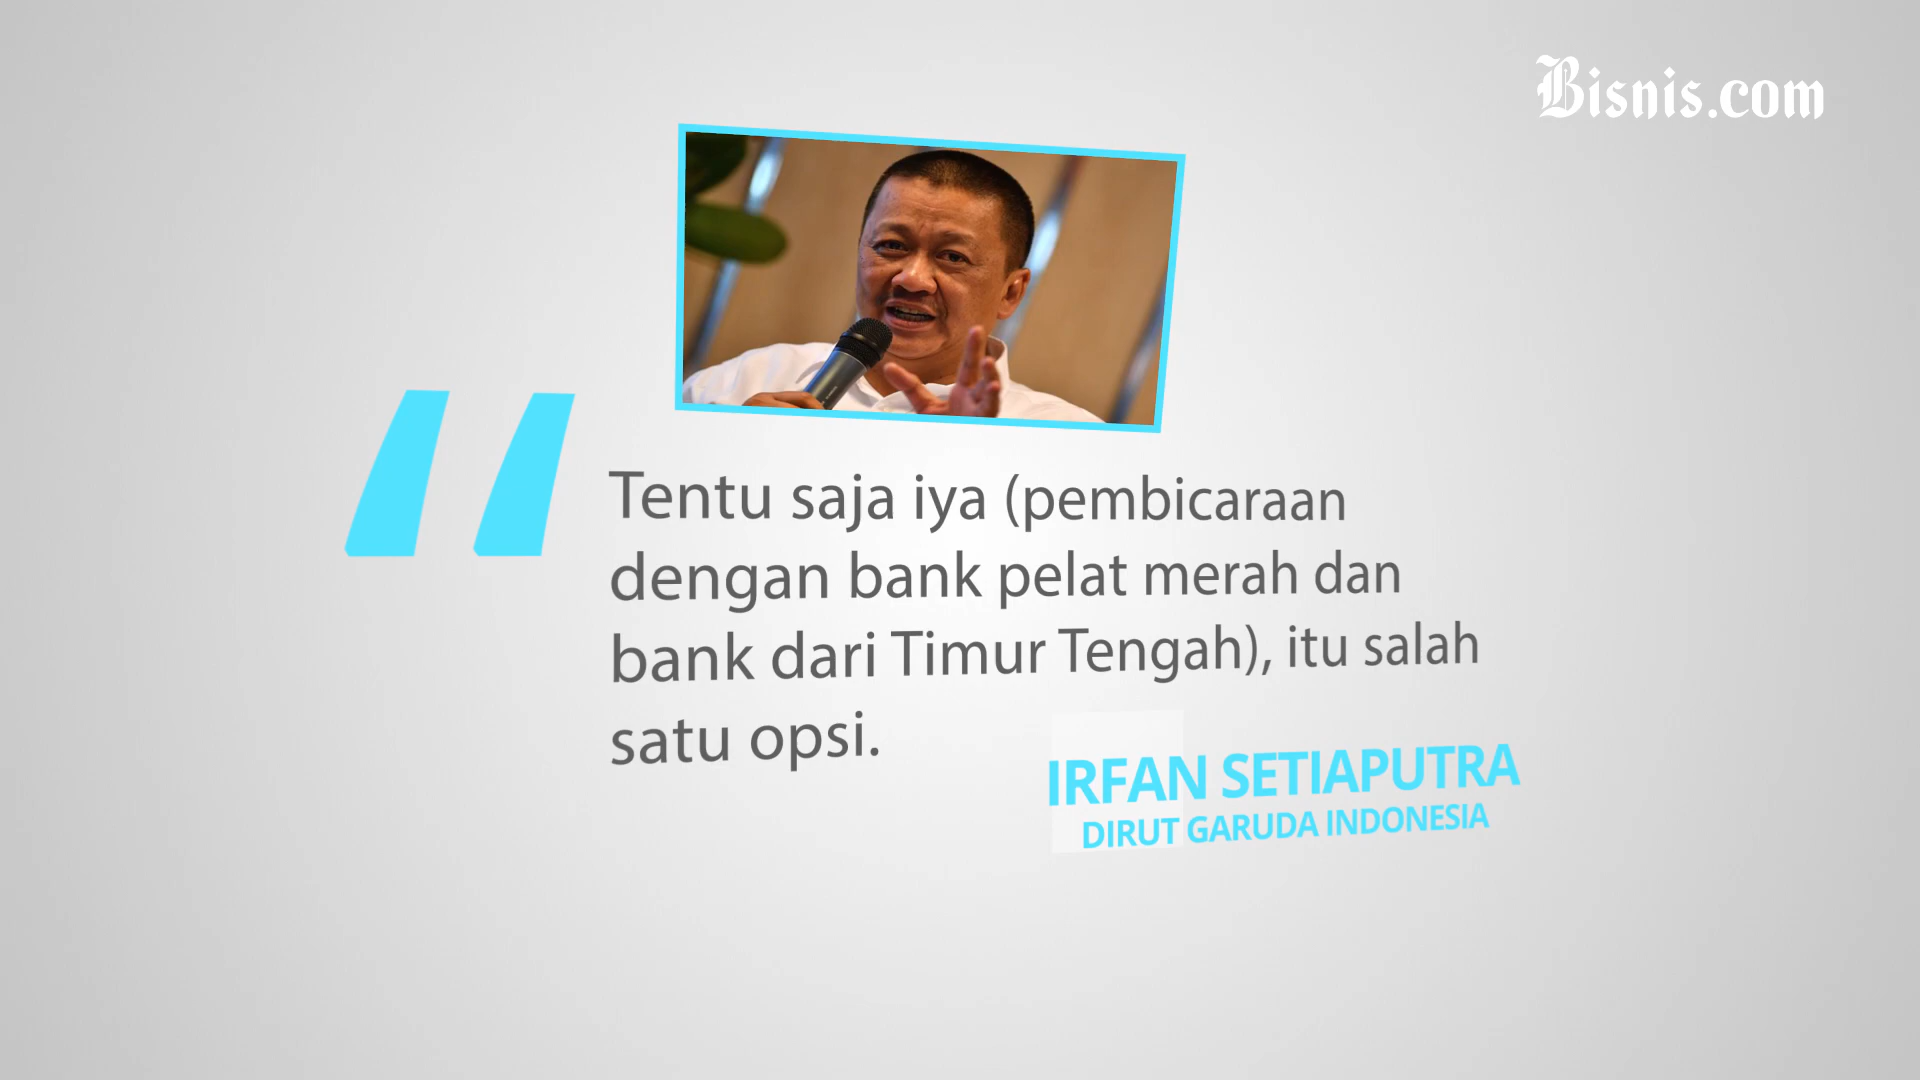 Bisnis.com
Tentu saja iya (pembicaraan
dengan bank pelat merah dan
bank dari Timur Tengah), itu salah
satu opsi.
IRFAN SETIAPUTRA
DIRUT GARUDA INDONESIA